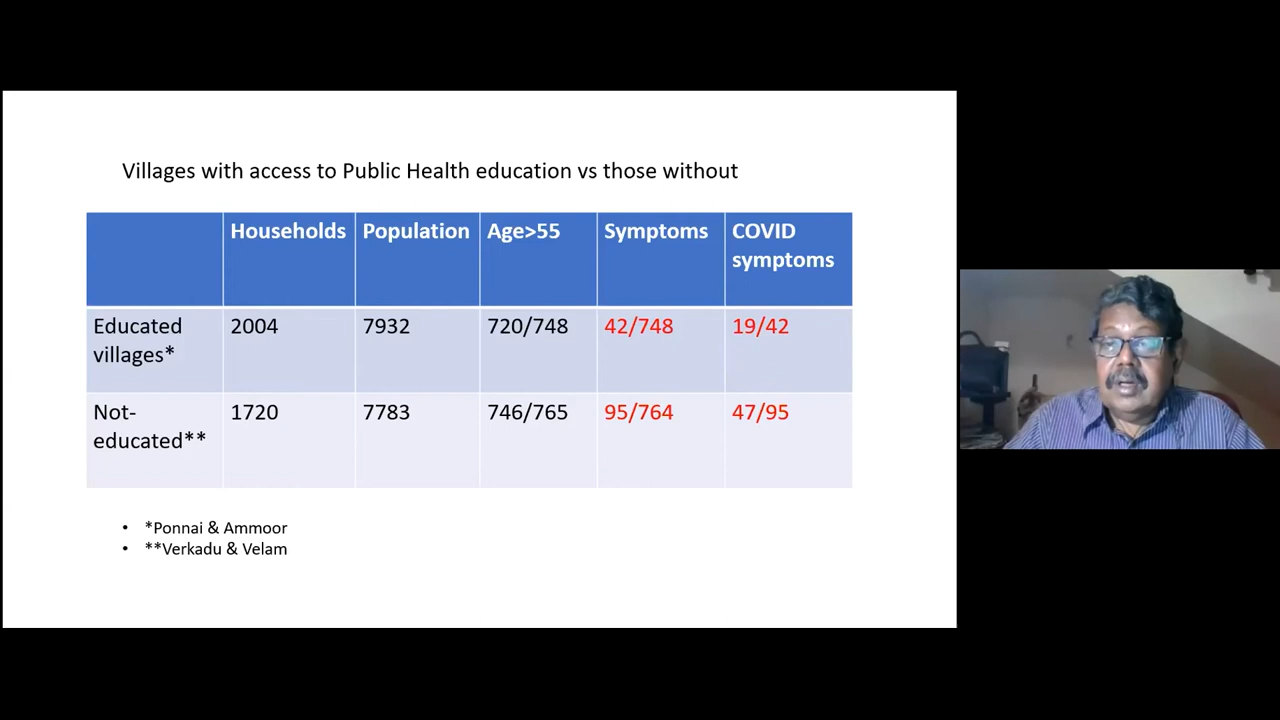 Villages with access to Public Health education vs those without
Households Population Age>55 Symptoms COVID
symptoms
Educated 2004 7932 720/748 42/748 19/42
villages*
Not- 1720 7783 746/765 95/764 47/95
educated**
• *Ponnai & Ammoor
• **Verkadu & Velam